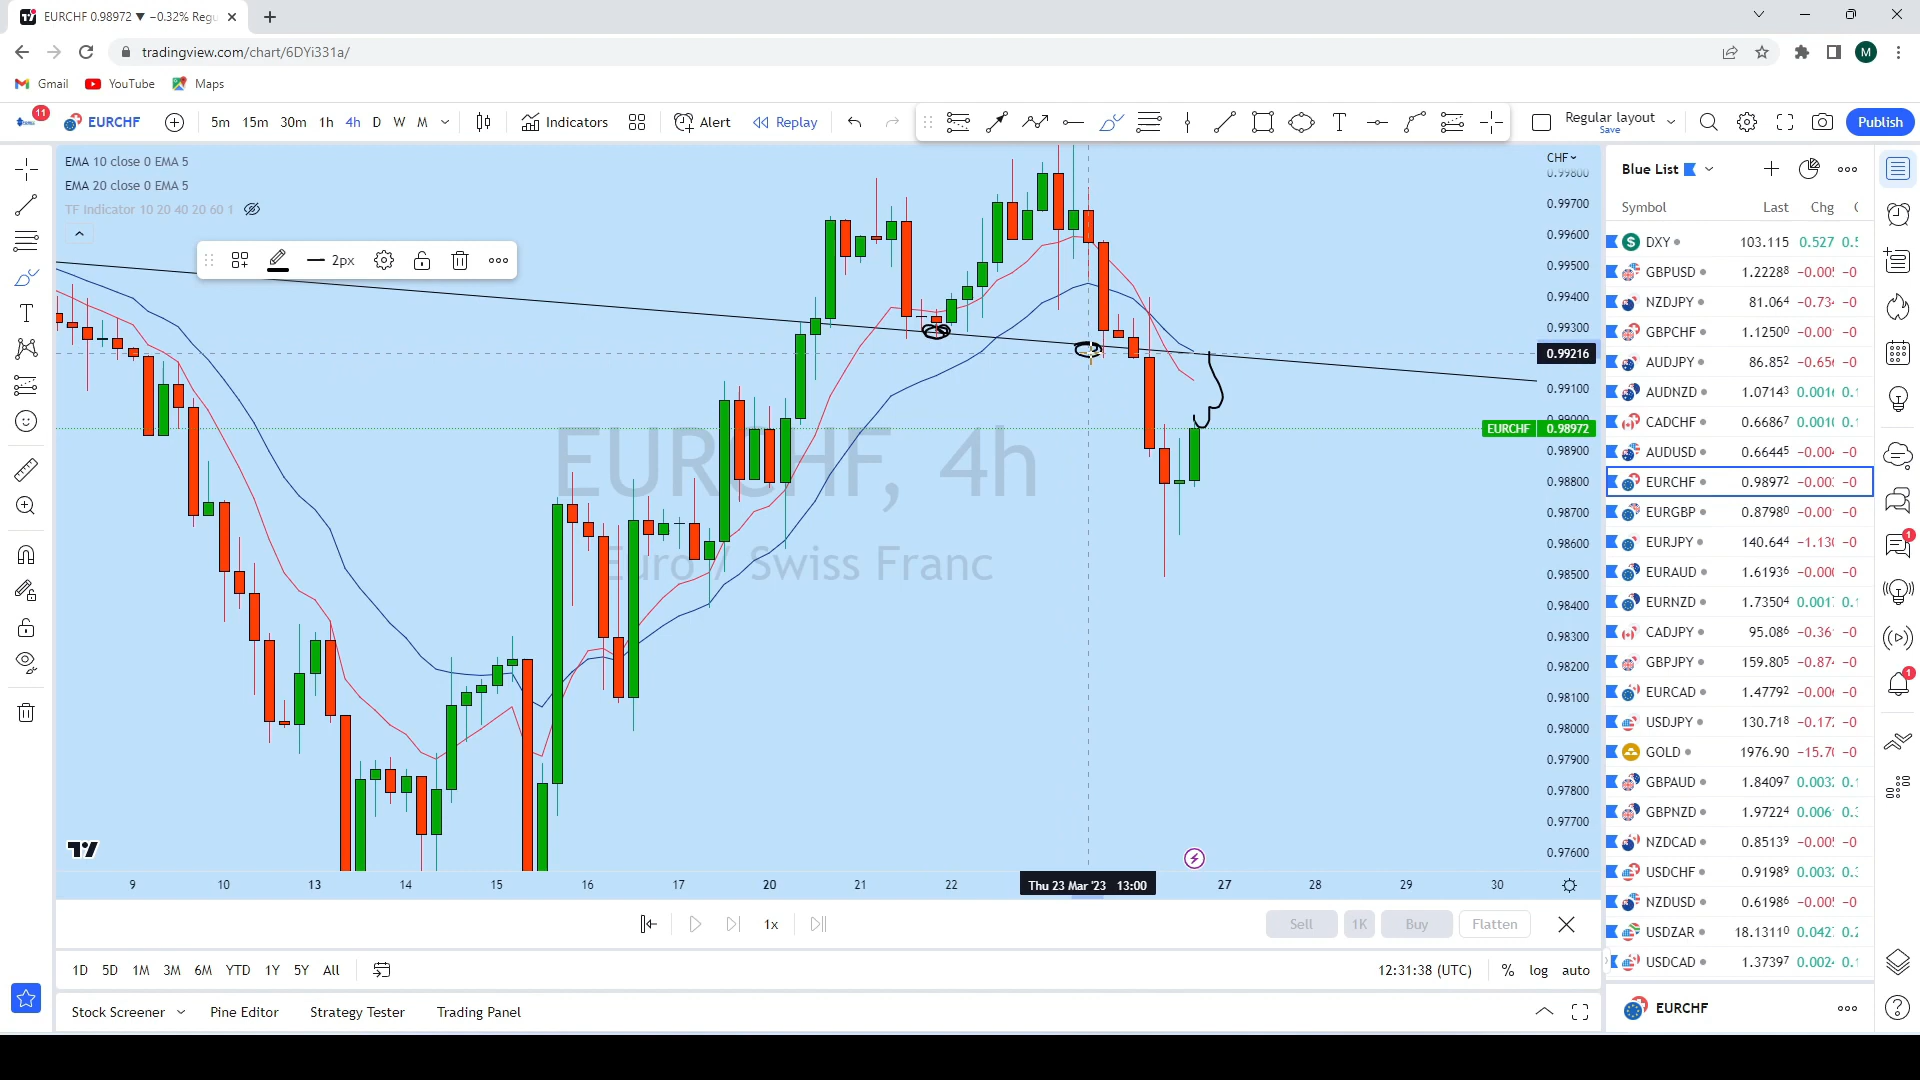 EURCHF 0.98972 ▼ −0.32% Regu
tradingview.com/chart/6DYi331a/
M
Gmail YouTube Maps
11 EURCHF 5m 15m 30m 1h 4h D W M Indicators Alert Replay T Regular layout Save Publish
EMA 10 close 0 EMA 5
EMA 20 close 0 EMA 5
TF Indicator 10 20 40 20 60 1
2px
EURCHF, 4h
Euro / Swiss Franc
CHF
0.99800
0.99700
0.99600
0.99500
0.99400
0.99300
0.99216
0.99100
0.99000
EURCHF 0.98972
0.98900
0.98800
0.98700
0.98600
0.98500
0.98400
0.98300
0.98200
0.98100
0.98000
0.97900
0.97800
0.97700
0.97600
9 10 13 14 15 16 17 20 21 22 Thu 23 Mar '23 13:00 27 28 29 30
1x Sell 1K Buy Flatten
1D 5D 1M 3M 6M YTD 1Y 5Y All 12:31:38 (UTC) % log auto
Stock Screener Pine Editor Strategy Tester Trading Panel
Blue List
Symbol Last Chg
DXY 103.115 0.527
GBPUSD 1.22288
NZDJPY 81.064
GBPCHF 1.12500
AUDJPY 86.852
AUDNZD 1.07143
CADCHF 0.66867
AUDUSD 0.66445
EURCHF 0.98972
EURGBP 0.87980
EURJPY 140.644
EURAUD 1.61936
EURNZD 1.73504
CADJPY 95.086
GBPJPY 159.805
EURCAD 1.47792
USDJPY 130.718
GOLD 1976.90
GBPAUD 1.84097
GBPNZD 1.97224
NZDCAD 0.85139
USDCHF 0.91989
NZDUSD 0.61986
USDZAR 18.13110
USDCAD 1.37397
EURCHF
1
1